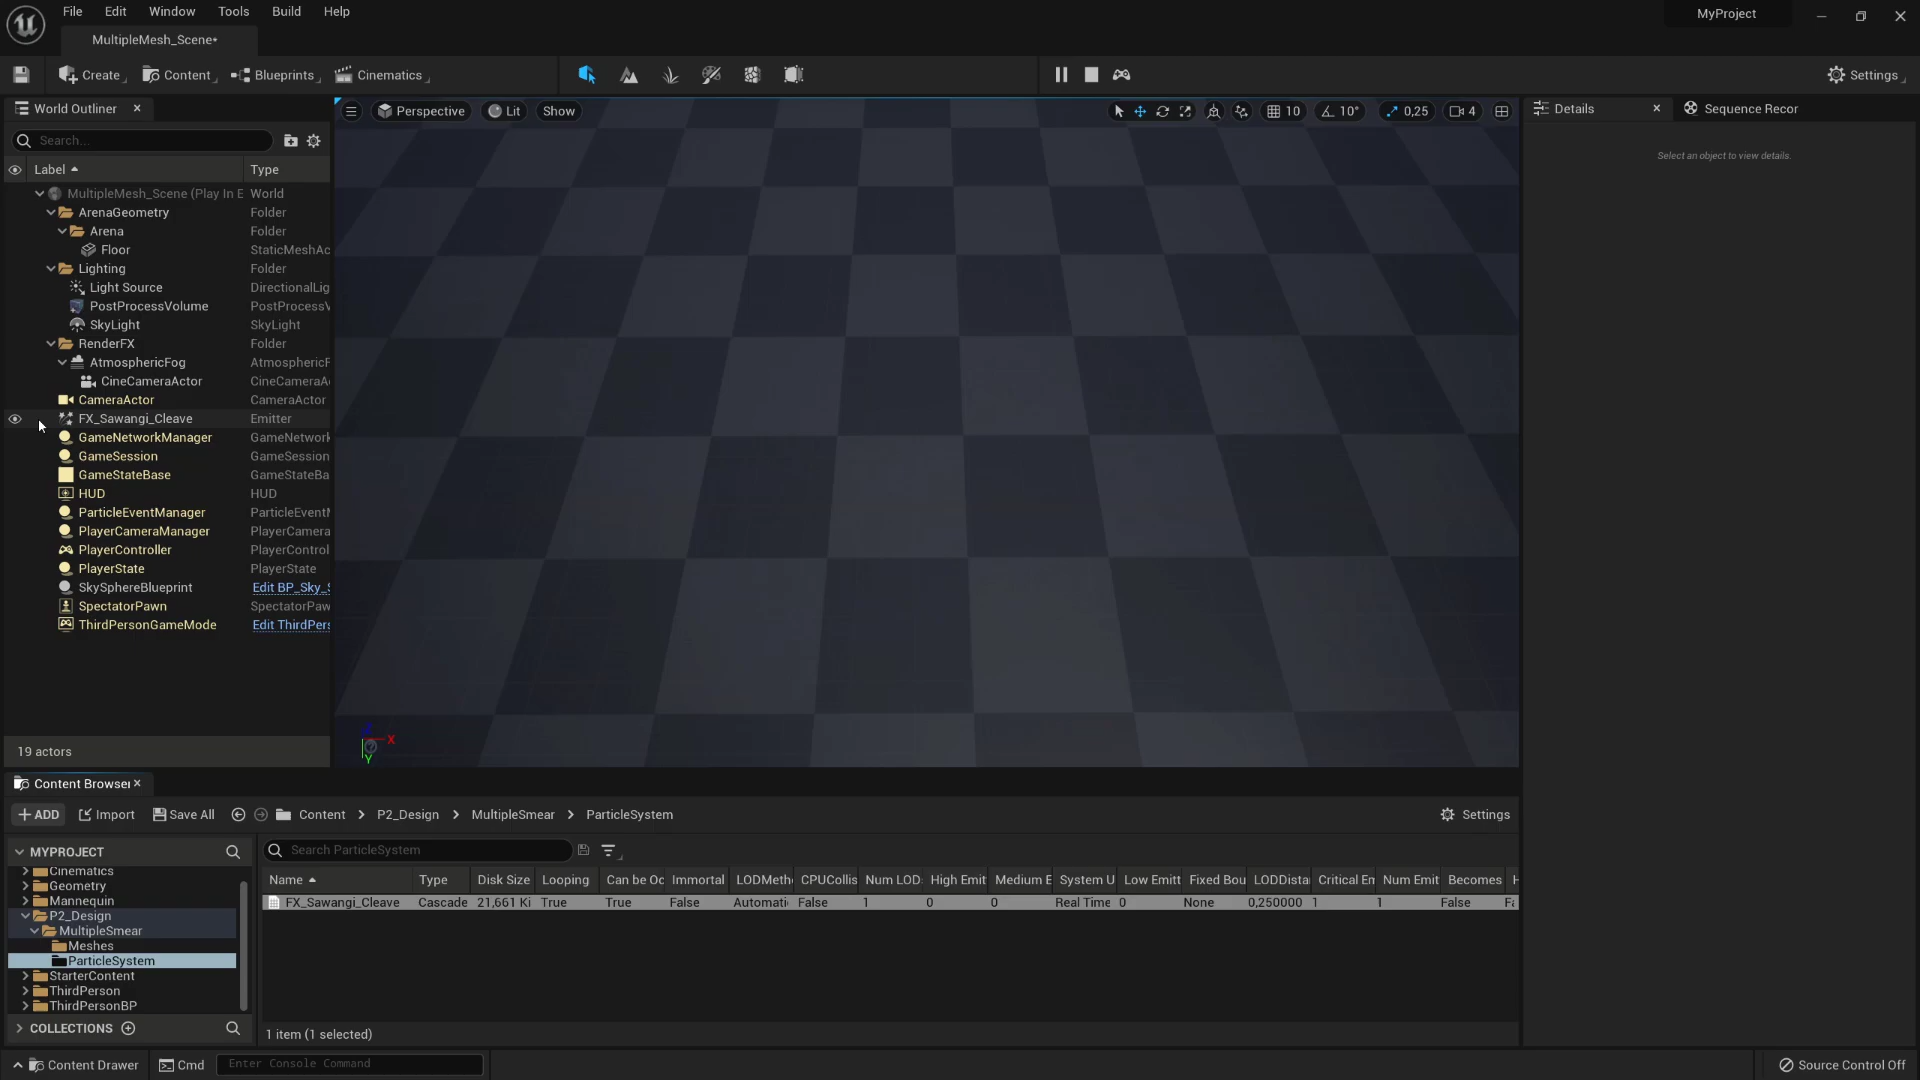 File Edit Window Tools Build Help
MyProject
MultipleMesh_Scene•
Create Content Blueprints Cinematics
Settings
World Outliner
Search...
Label Type
MultipleMesh_Scene (Play In E World
ArenaGeometry Folder
Arena Folder
Floor StaticMeshAc
Lighting Folder
Light Source DirectionalLig
PostProcessVolume PostProcessV
SkyLight SkyLight
RenderFX Folder
AtmosphericFog AtmosphericF
CineCameraActor CineCameraA
CameraActor CameraActor
FX_Sawangi_Cleave Emitter
GameNetworkManager GameNetwork
GameSession GameSession
GameStateBase GameStateBa
HUD HUD
ParticleEventManager ParticleEventM
PlayerCameraManager PlayerCamera
PlayerController PlayerControl
PlayerState PlayerState
SkySphereBlueprint Edit BP_Sky_S
SpectatorPawn SpectatorPaw
ThirdPersonGameMode Edit ThirdPers
19 actors
Perspective Lit Show
10 10° 0,25 4
X
Y
Details Sequence Recor
Select an object to view details.
Content Browser
ADD Import Save All Content P2_Design MultipleSmear ParticleSystem Settings
MYPROJECT
Cinematics
Geometry
Mannequin
P2_Design
MultipleSmear
Meshes
ParticleSystem
StarterContent
ThirdPerson
ThirdPersonBP
COLLECTIONS
Search ParticleSystem
Name Type Disk Size Looping Can be Oc Immortal LODMeth CPUCollis Num LOD High Emit Medium E System U Low Emitt Fixed Bou LODDista Critical En Num Emit Becomes H
FX_Sawangi_Cleave Cascade 21,661 Ki True True False Automati False 1 0 0 Real Time 0 None 0,250000 1 1 False Fa
1 item (1 selected)
Content Drawer Cmd Enter Console Command
Source Control Off